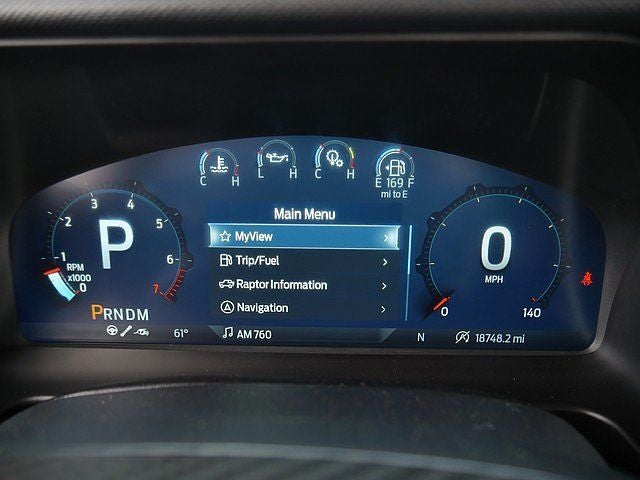 C H
L H
C H
E 169 F
mi to E
Main Menu
MyView
Trip/Fuel
Raptor Information
Navigation
0 1 2 3 4 5 6 7
P
RPM
x1000
PRNDM
0
MPH
0 140
61°
AM 760
N
18748.2 mi